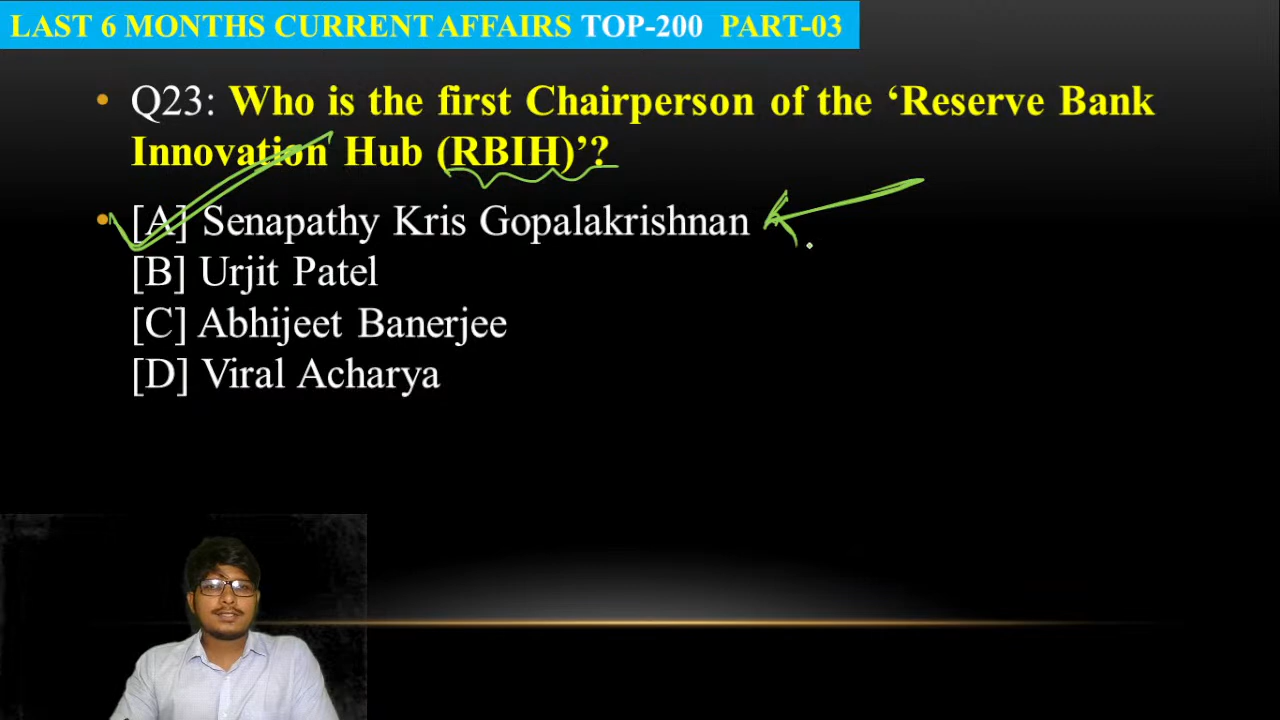 LAST 6 MONTHS CURRENT AFFAIRS TOP-200 PART-03
• Q23: Who is the first Chairperson of the ‘Reserve Bank
Innovation Hub (RBIH)’?
• [A] Senapathy Kris Gopalakrishnan
[B] Urjit Patel
[C] Abhijeet Banerjee
[D] Viral Acharya